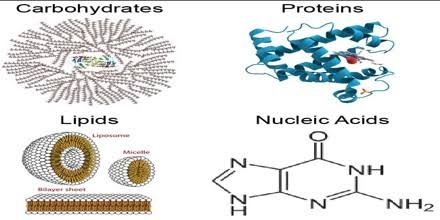 Carbohydrates
Proteins
Lipids
Liposome
Micelle
Bilayer sheet
Nucleic Acids
O
N
NH
N
H
N
NH₂